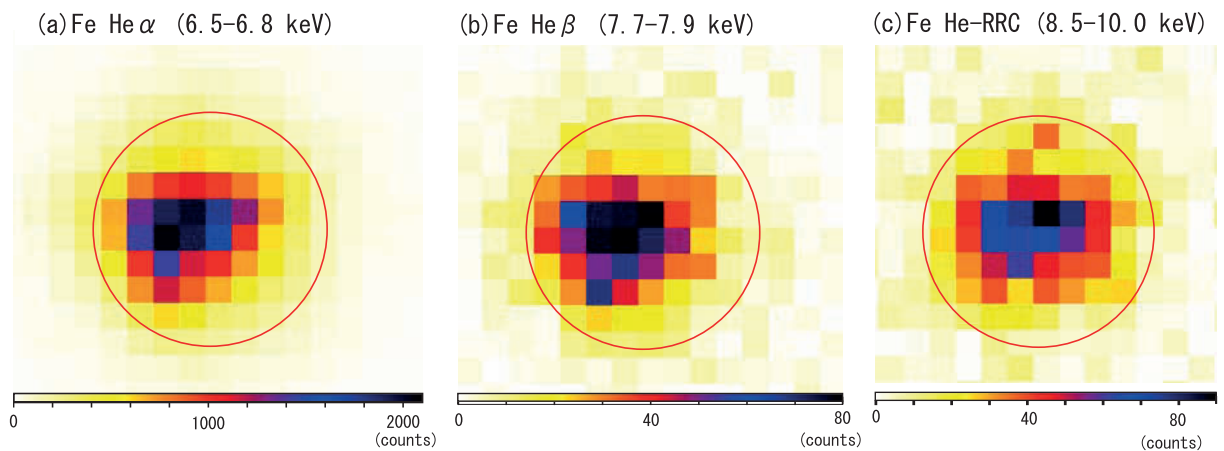 (a) Fe Heα (6.5–6.8 keV)
(b) Fe Heβ (7.7–7.9 keV)
(c) Fe He-RRC (8.5–10.0 keV)
0 1000 2000
(counts)
0 40 80
(counts)
0 40 80
(counts)